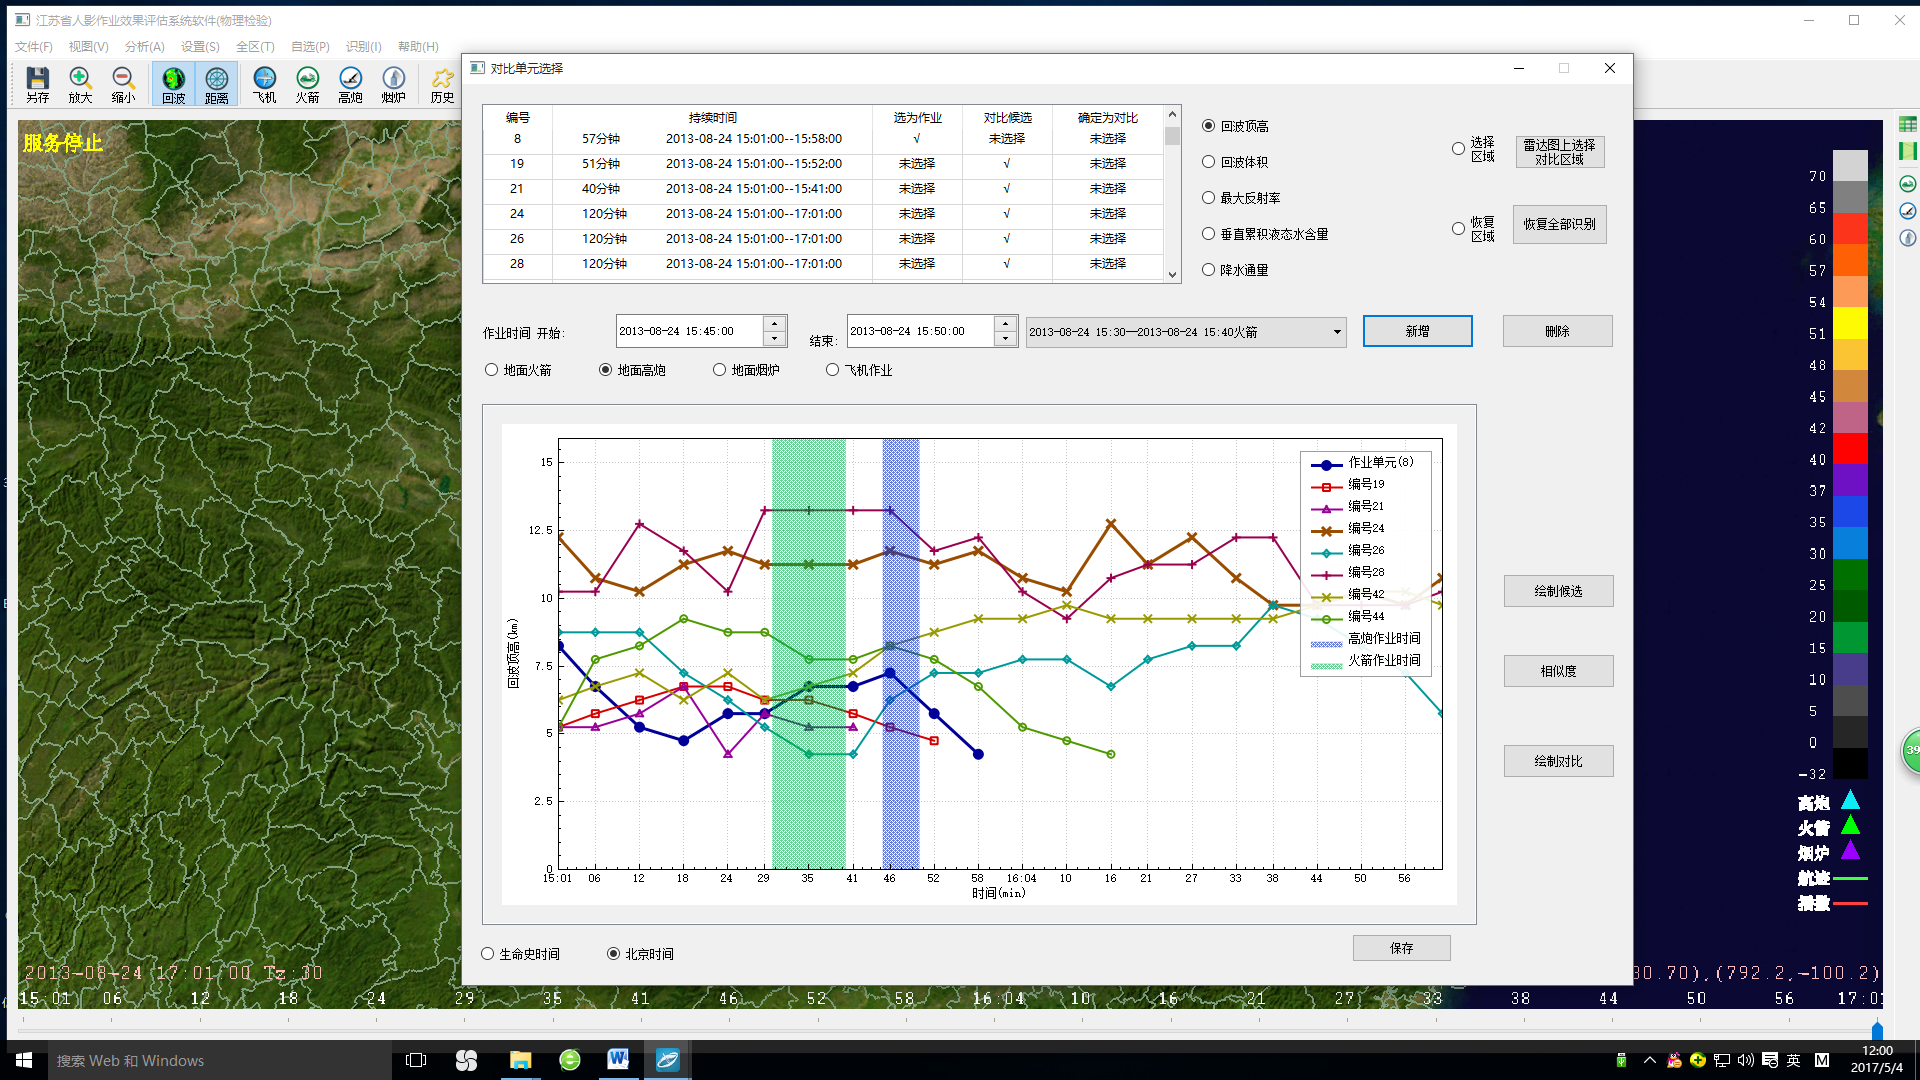 江苏省人影作业效果评估系统软件(物理检验)
文件(F) 视图(V) 分析(A) 设置(S) 全区(T) 自选(P) 识别(I) 帮助(H)
另存 放大 缩小 回波 距离 飞机 火箭 高炮 烟炉 历史
服务停止
对比单元选择
编号 持续时间 选为作业 对比候选 确定为对比
8 57分钟 2013-08-24 15:01:00--15:58:00 √ 未选择 未选择
19 51分钟 2013-08-24 15:01:00--15:52:00 未选择 √ 未选择
21 40分钟 2013-08-24 15:01:00--15:41:00 未选择 √ 未选择
24 120分钟 2013-08-24 15:01:00--17:01:00 未选择 √ 未选择
26 120分钟 2013-08-24 15:01:00--17:01:00 未选择 √ 未选择
28 120分钟 2013-08-24 15:01:00--17:01:00 未选择 √ 未选择
回波顶高
回波体积
最大反射率
垂直累积液态水含量
降水通量
选择
区域
雷达图上选择
对比区域
恢复
区域
恢复全部识别
作业时间 开始: 2013-08-24 15:45:00 结束: 2013-08-24 15:50:00 2013-08-24 15:30——2013-08-24 15:40火箭 新增 删除
地面火箭 地面高炮 地面烟炉 飞机作业
15
12.5
10
7.5
5
2.5
0
回波顶高(km)
15:01 06 12 18 24 29 35 41 46 52 58 16:04 10 16 21 27 33 38 44 50 56
时间(min)
作业单元(8)
编号19
编号21
编号24
编号26
编号28
编号42
编号44
高炮作业时间
火箭作业时间
绘制候选
相似度
绘制对比
生命史时间 北京时间 保存
70
65
60
57
54
51
48
45
42
40
37
35
30
25
20
15
10
5
0
-32
高炮
火箭
烟炉
航迹
播撒
39
2013-08-24 17:01:00 Tz:30
30.70),(792.2,-100.2)
15:01 06 12 18 24 29 35 41 46 52 58 16:04 10 16 21 27 33 38 44 50 56 17:01
搜索 Web 和 Windows
英 M
12:00
2017/5/4